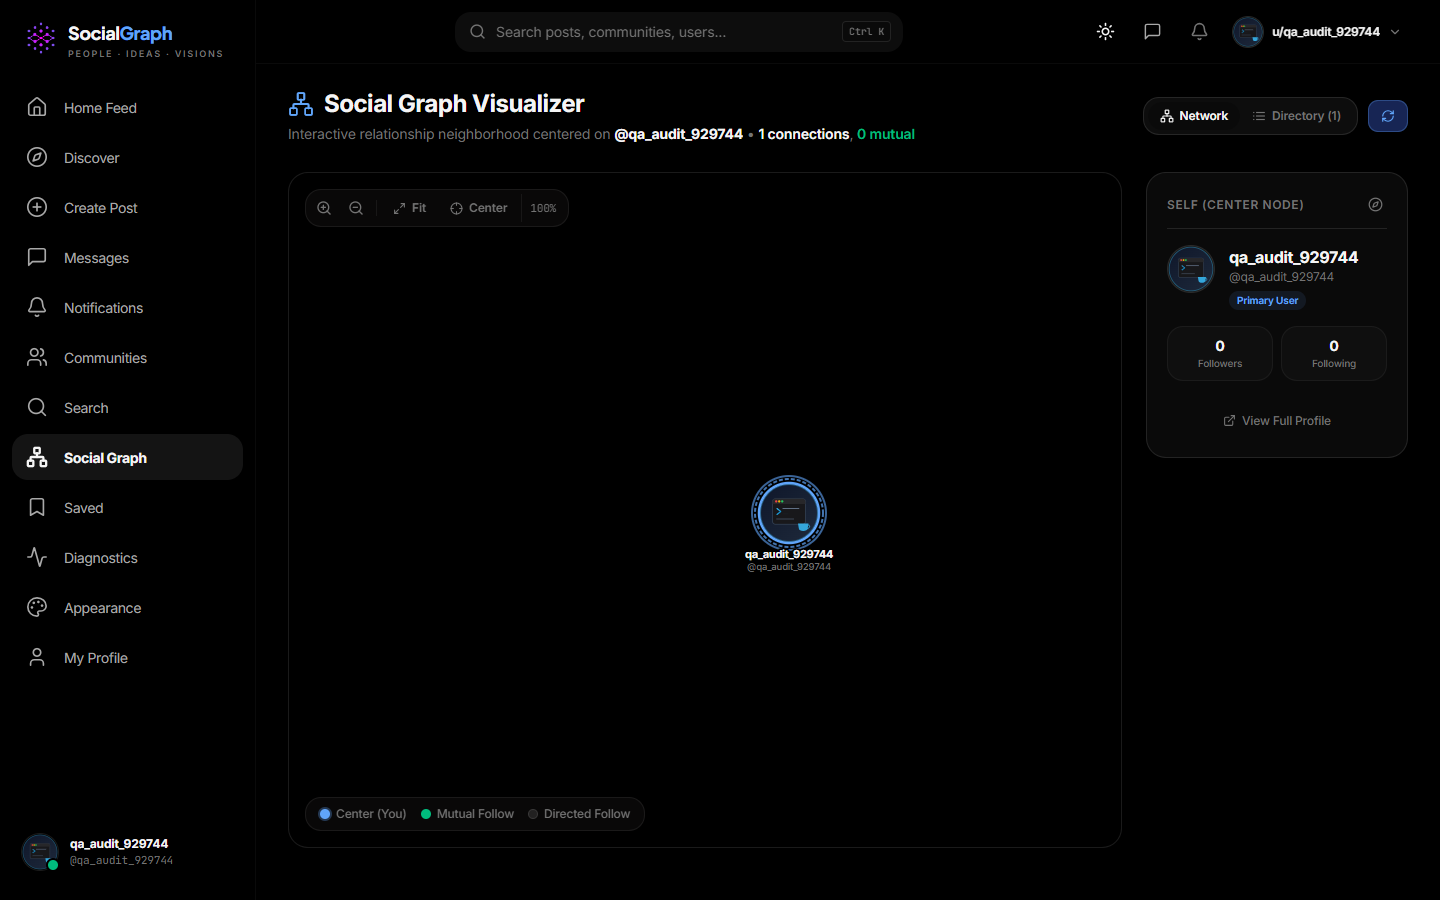 SocialGraph
PEOPLE · IDEAS · VISIONS
Search posts, communities, users...
Ctrl K
u/qa_audit_929744
Home Feed
Discover
Create Post
Messages
Notifications
Communities
Search
Social Graph
Saved
Diagnostics
Appearance
My Profile
qa_audit_929744
@qa_audit_929744
Social Graph Visualizer
Interactive relationship neighborhood centered on @qa_audit_929744 • 1 connections, 0 mutual
Network
Directory (1)
Fit
Center
100%
qa_audit_929744
@qa_audit_929744
Center (You)
Mutual Follow
Directed Follow
SELF (CENTER NODE)
qa_audit_929744
@qa_audit_929744
Primary User
0
Followers
0
Following
View Full Profile